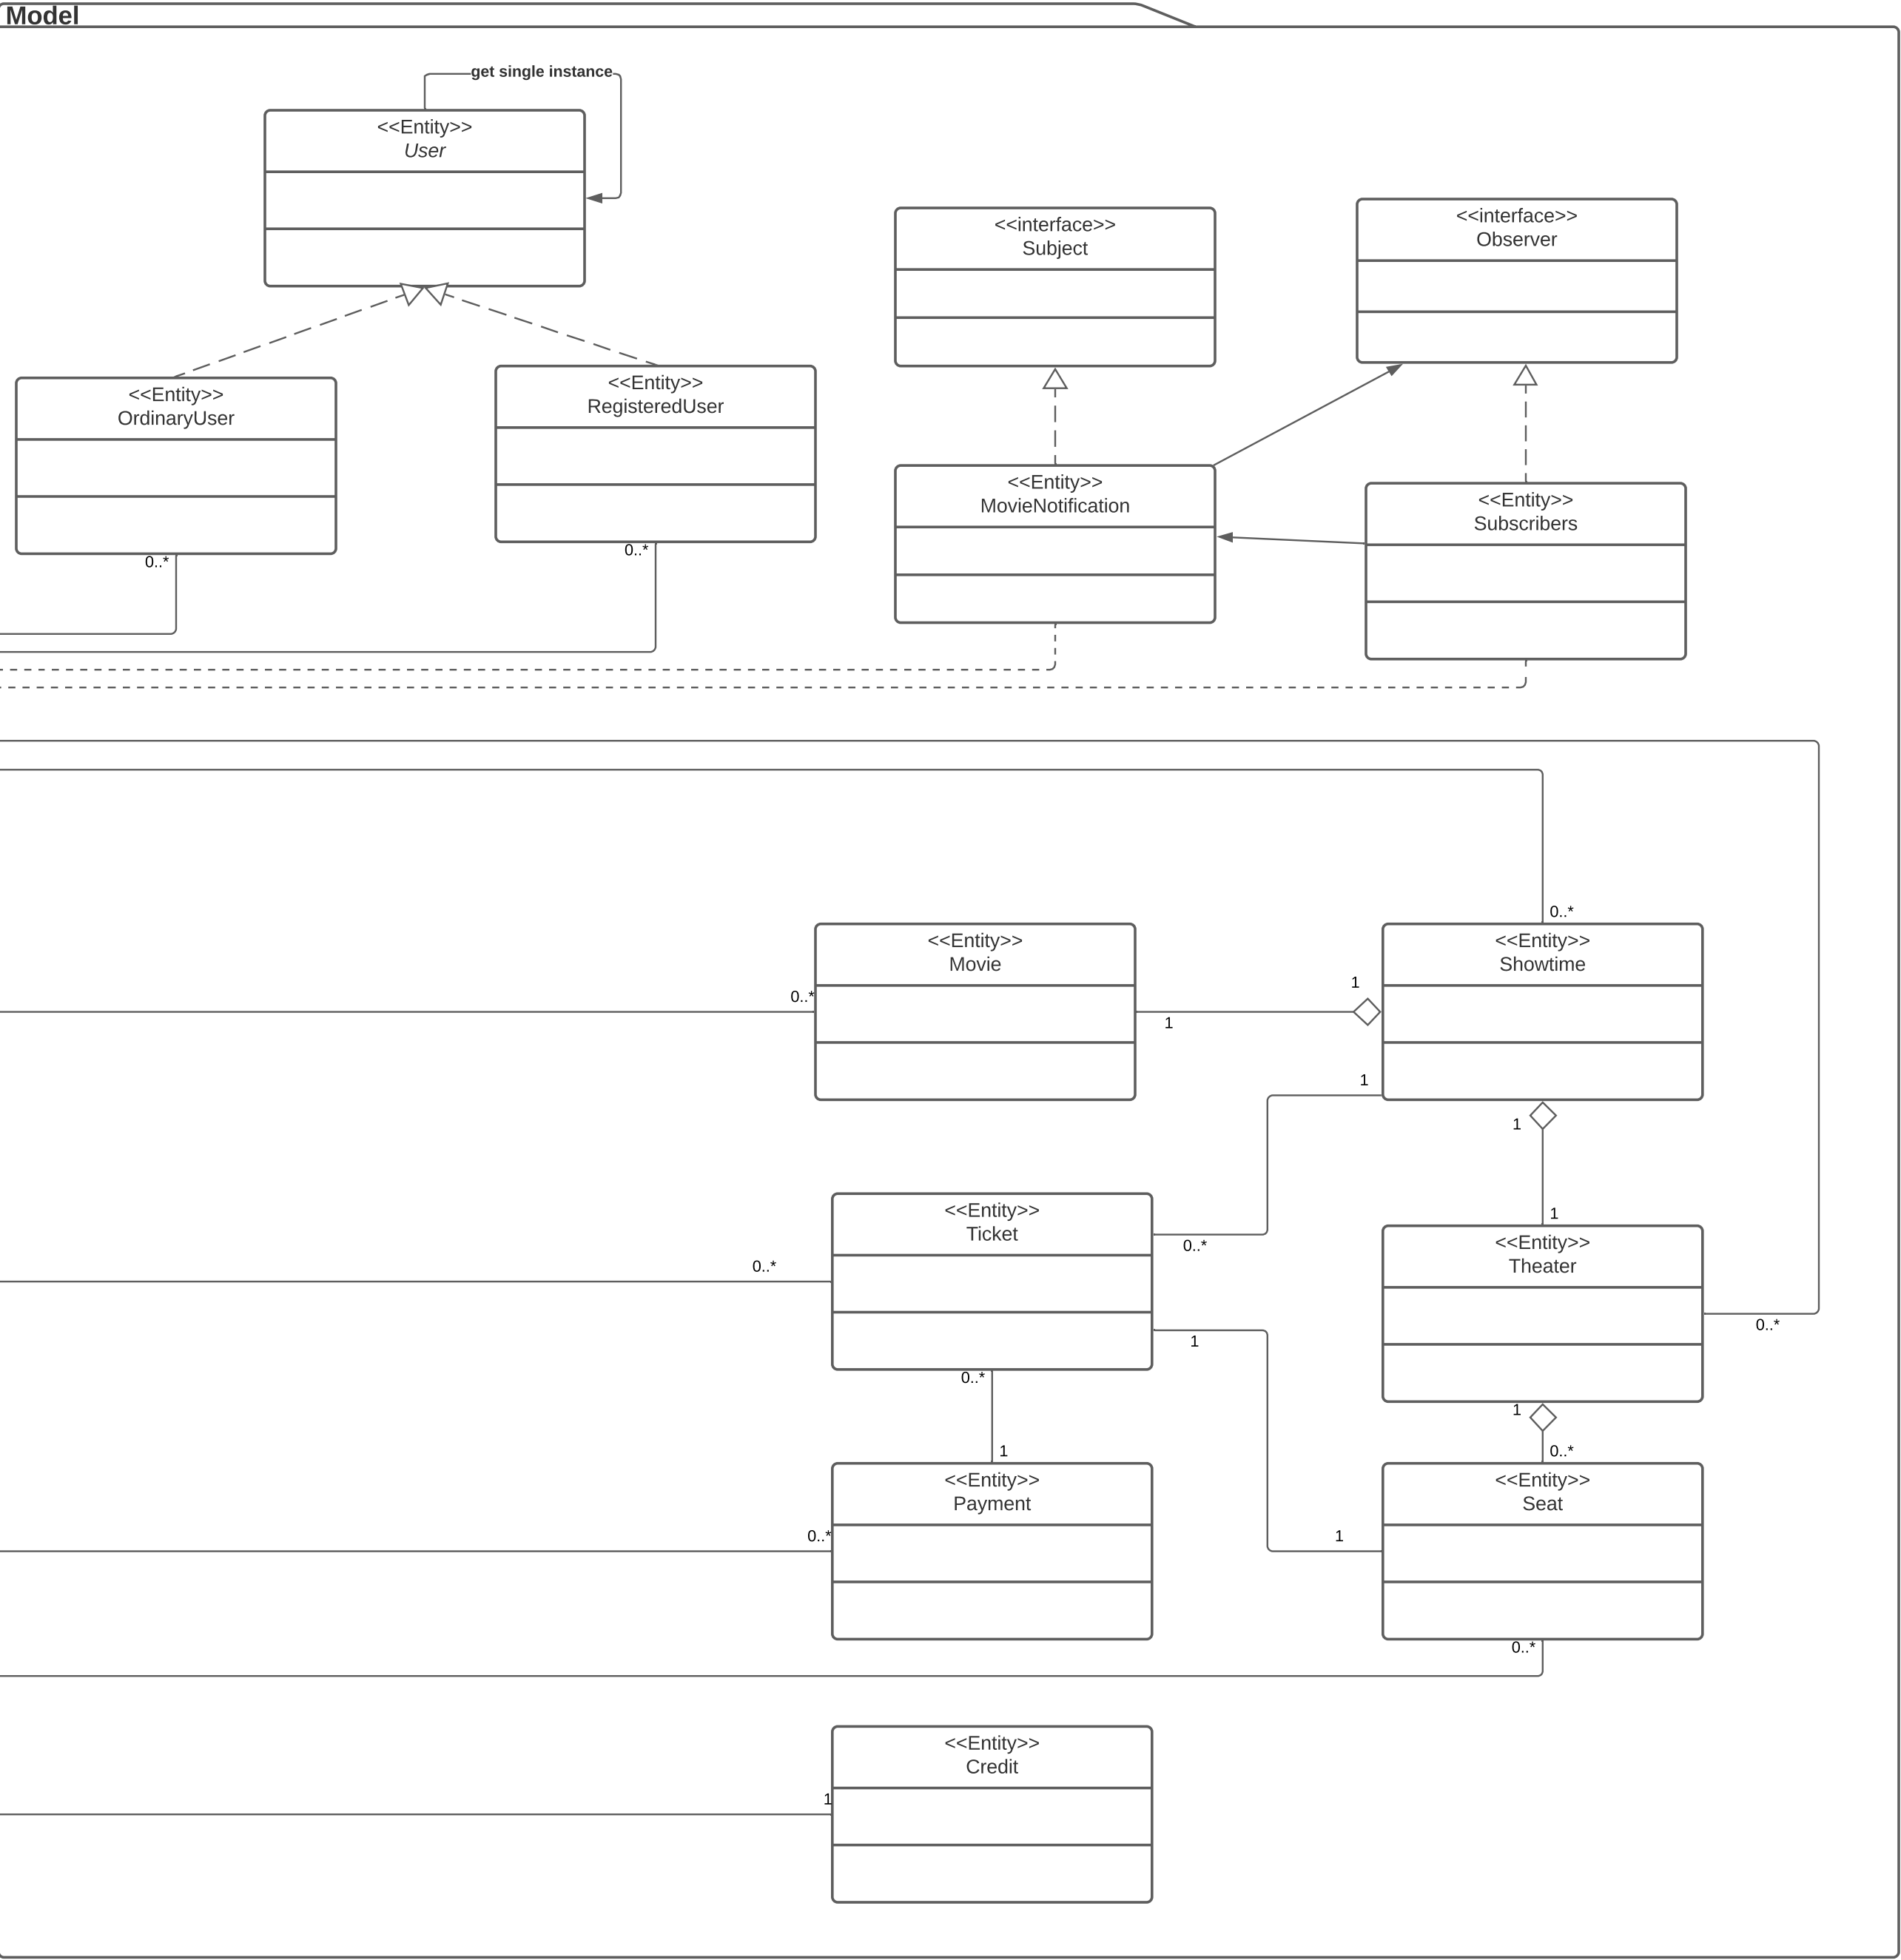 Model
get single instance
<<Entity>>
User
<<interface>>
Subject
<<interface>>
Observer
<<Entity>>
OrdinaryUser
<<Entity>>
RegisteredUser
<<Entity>>
MovieNotification
<<Entity>>
Subscribers
0..*
0..*
0..*
<<Entity>>
Movie
<<Entity>>
Showtime
0..*
1
1
1
1
<<Entity>>
Ticket
0..*
0..*
1
<<Entity>>
Theater
1
0..*
0..*
1
1
0..*
<<Entity>>
Payment
<<Entity>>
Seat
0..*
1
0..*
<<Entity>>
Credit
1